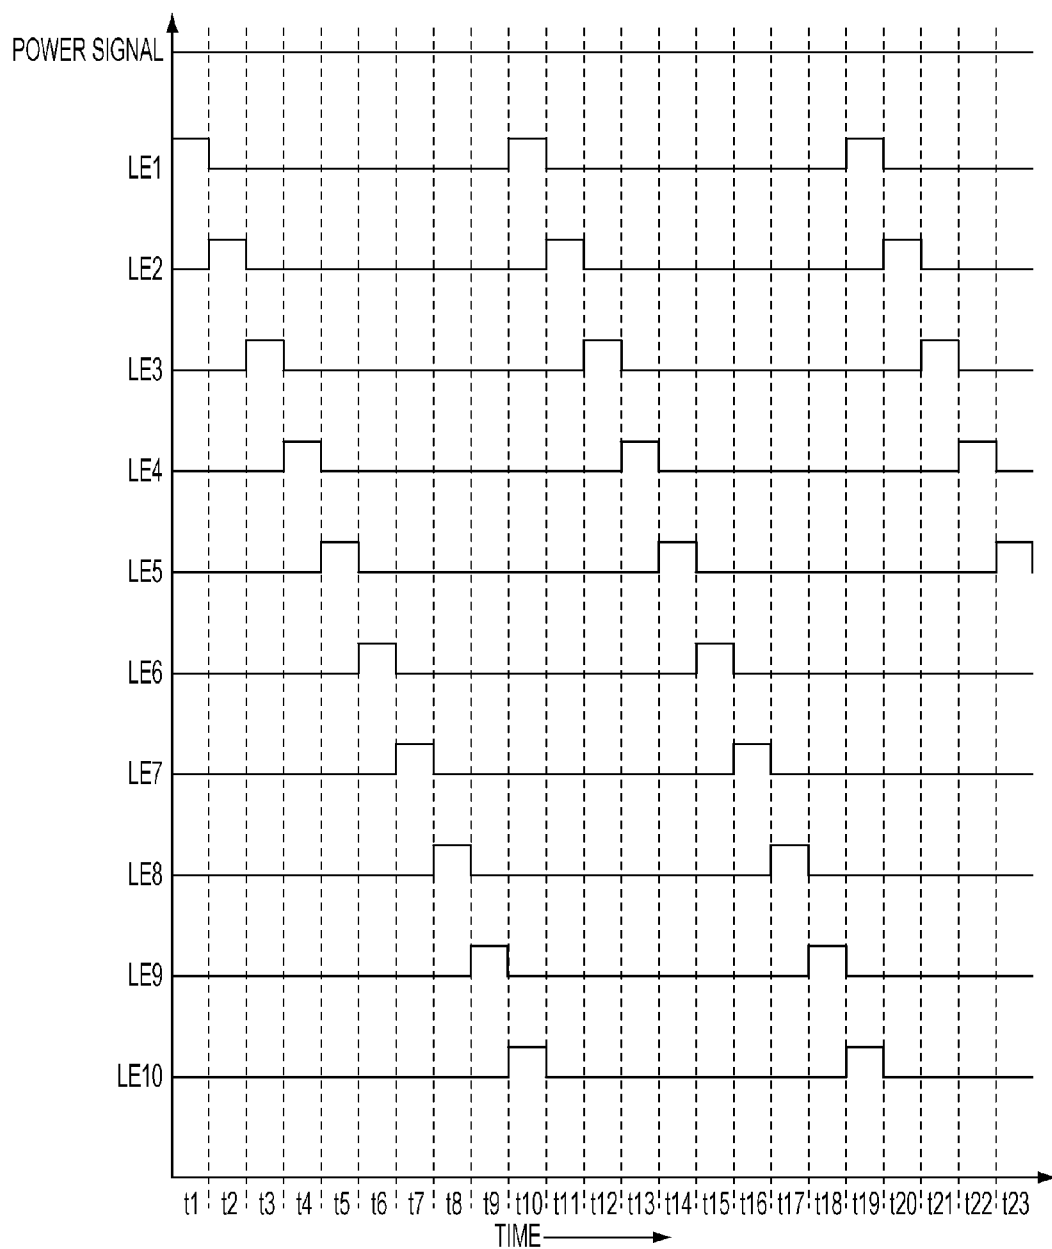 POWER SIGNAL
LE1
LE2
LE3
LE4
LE5
LE6
LE7
LE8
LE9
LE10
t1 t2 t3 t4 t5 t6 t7 t8 t9 t10 t11 t12 t13 t14 t15 t16 t17 t18 t19 t20 t21 t22 t23
TIME